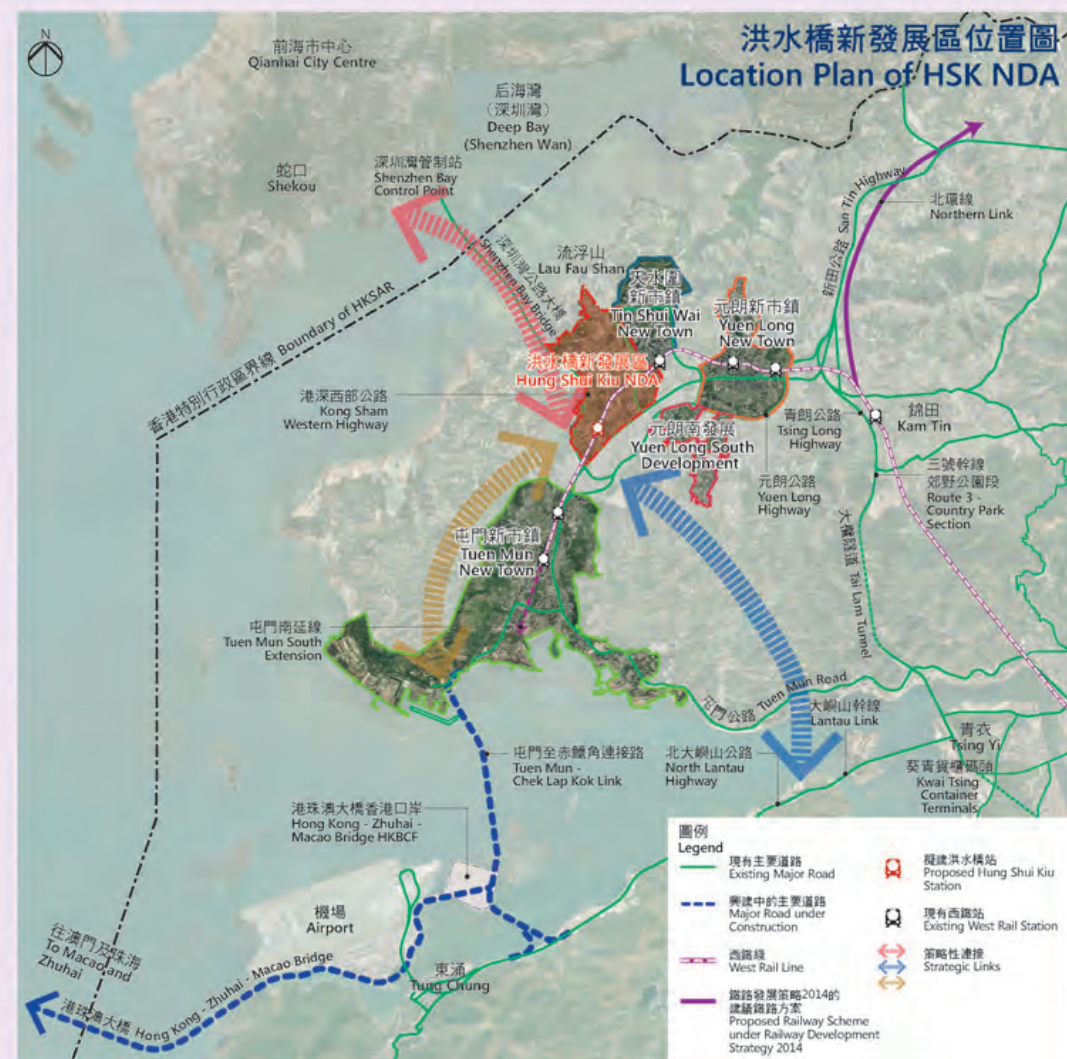 洪水橋新發展區位置圖
Location Plan of HSK NDA
N
前海市中心
Qianhai City Centre
后海灣
(深圳灣)
Deep Bay
(Shenzhen Wan)
蛇口
Shekou
深圳灣管制站
Shenzhen Bay
Control Point
深圳灣公路大橋
Shenzhen Bay Bridge
流浮山
Lau Fau Shan
天水圍
新市鎮
Tin Shui Wai
New Town
元朗新市鎮
Yuen Long
New Town
新田公路 San Tin Highway
北環線
Northern Link
香港特別行政區界線 Boundary of HKSAR
洪水橋新發展區
Hung Shui Kiu NDA
港深西部公路
Kong Sham
Western Highway
元朗南發展
Yuen Long South
Development
青朗公路
Tsing Long
Highway
錦田
Kam Tin
元朗公路
Yuen Long
Highway
三號幹線
郊野公園段
Route 3 -
Country Park
Section
大欖隧道 Tai Lam Tunnel
屯門新市鎮
Tuen Mun
New Town
屯門南延線
Tuen Mun South
Extension
屯門公路 Tuen Mun Road
大嶼山幹線
Lantau Link
青衣
Tsing Yi
葵青貨櫃碼頭
Kwai Tsing
Container
Terminals
屯門至赤鱲角連接路
Tuen Mun -
Chek Lap Kok Link
北大嶼山公路
North Lantau
Highway
港珠澳大橋香港口岸
Hong Kong - Zhuhai -
Macao Bridge HKBCF
機場
Airport
東涌
Tung Chung
往澳門及珠海
To Macao and
Zhuhai
港珠澳大橋 Hong Kong - Zhuhai - Macao Bridge
圖例
Legend
現有主要道路
Existing Major Road
興建中的主要道路
Major Road under
Construction
西鐵綫
West Rail Line
鐵路發展策略2014的
建議鐵路方案
Proposed Railway Scheme
under Railway Development
Strategy 2014
擬建洪水橋站
Proposed Hung Shui Kiu
Station
現有西鐵站
Existing West Rail Station
策略性連接
Strategic Links